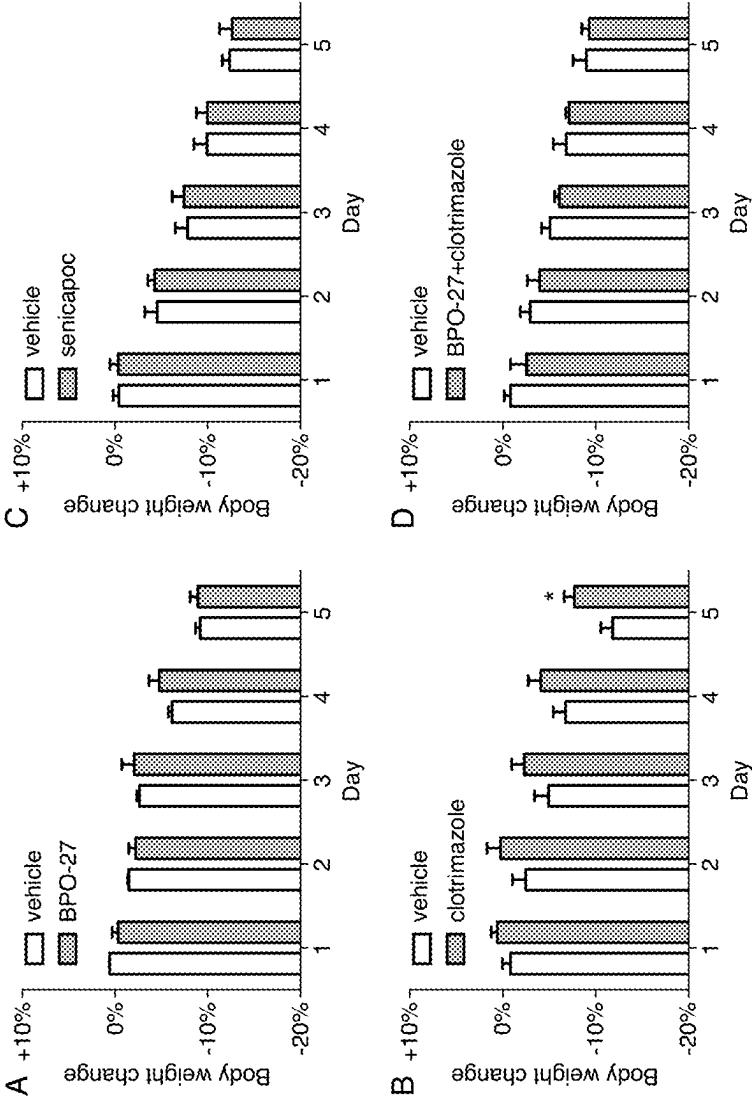 A
vehicle
BPO-27
Body weight change
+10%
0%
-10%
-20%
1 2 3 4 5
Day
B
vehicle
clotrimazole
Body weight change
+10%
0%
-10%
-20%
*
1 2 3 4 5
Day
C
vehicle
senicapoc
Body weight change
+10%
0%
-10%
-20%
1 2 3 4 5
Day
D
vehicle
BPO-27+clotrimazole
Body weight change
+10%
0%
-10%
-20%
1 2 3 4 5
Day